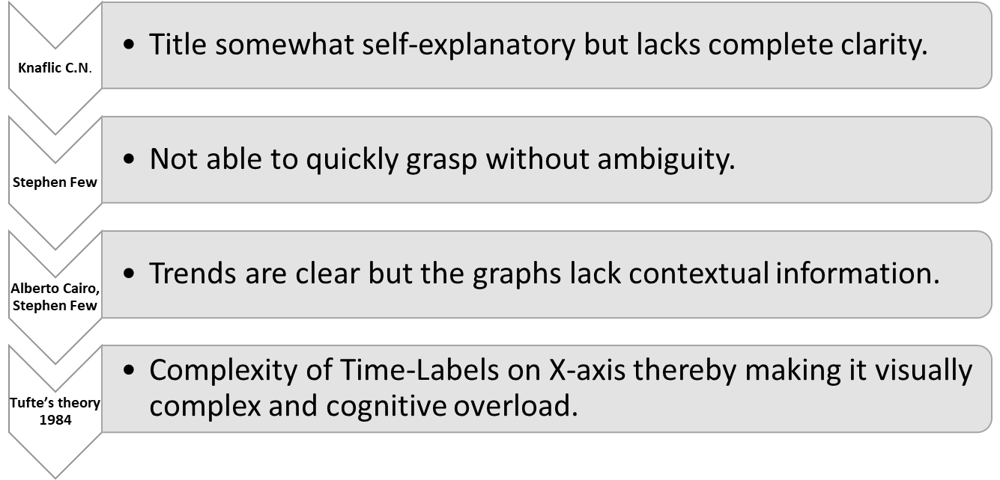 Knaflic C.N.
• Title somewhat self-explanatory but lacks complete clarity.
Stephen Few
• Not able to quickly grasp without ambiguity.
Alberto Cairo,
Stephen Few
• Trends are clear but the graphs lack contextual information.
Tufte’s theory
1984
• Complexity of Time-Labels on X-axis thereby making it visually
complex and cognitive overload.